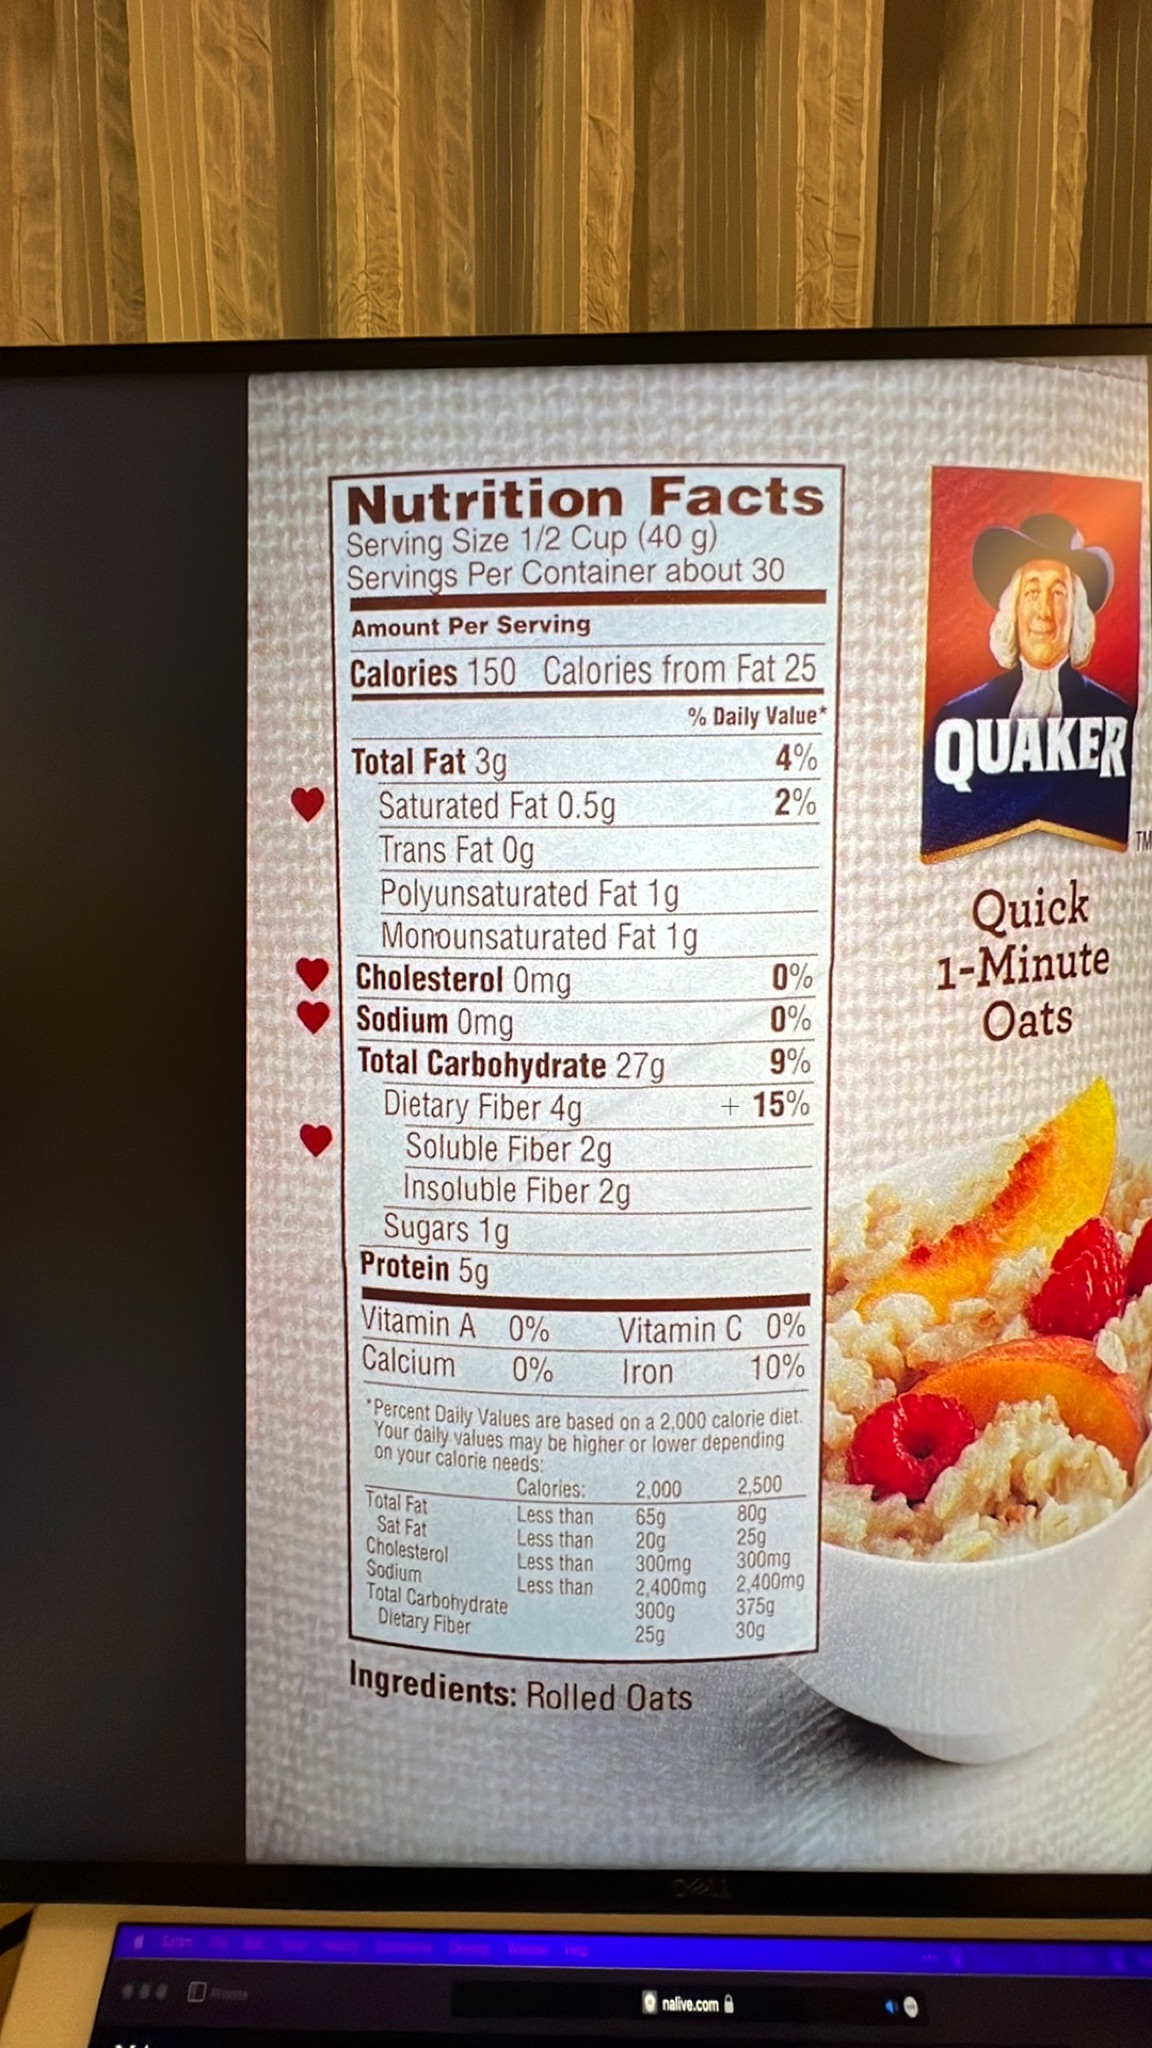 Nutrition Facts
Serving Size 1/2 Cup (40 g)
Servings Per Container about 30
Amount Per Serving
Calories 150 Calories from Fat 25
% Daily Value*
Total Fat 3g 4%
Saturated Fat 0.5g 2%
Trans Fat 0g
Polyunsaturated Fat 1g
Monounsaturated Fat 1g
Cholesterol 0mg 0%
Sodium 0mg 0%
Total Carbohydrate 27g 9%
Dietary Fiber 4g + 15%
Soluble Fiber 2g
Insoluble Fiber 2g
Sugars 1g
Protein 5g
Vitamin A 0% Vitamin C 0%
Calcium 0% Iron 10%
*Percent Daily Values are based on a 2,000 calorie diet.
Your daily values may be higher or lower depending
on your calorie needs:
Calories: 2,000 2,500
Total Fat Less than 65g 80g
Sat Fat Less than 20g 25g
Cholesterol Less than 300mg 300mg
Sodium Less than 2,400mg 2,400mg
Total Carbohydrate 300g 375g
Dietary Fiber 25g 30g
Ingredients: Rolled Oats
QUAKER
TM
Quick
1-Minute
Oats
DELL
Safari Window Help
Private
nalive.com